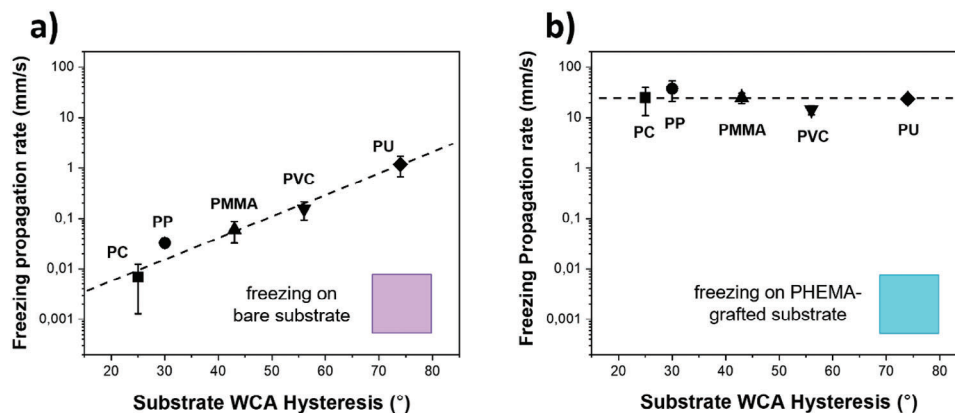 a)
Freezing propagation rate (mm/s)
100
10
1
0,1
0,01
0,001
PC
PP
PMMA
PVC
PU
freezing on
bare substrate
20 30 40 50 60 70 80
Substrate WCA Hysteresis (°)
b)
Freezing Propagation rate (mm/s)
100
10
1
0,1
0,01
0,001
PC
PP
PMMA
PVC
PU
freezing on PHEMA-
grafted substrate
20 30 40 50 60 70 80
Substrate WCA Hysteresis (°)